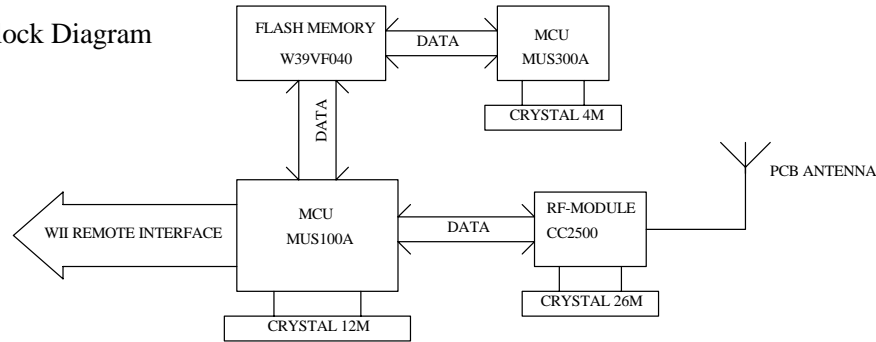 lock Diagram
FLASH MEMORY
W39VF040
DATA
MCU
MUS300A
CRYSTAL 4M
DATA
PCB ANTENNA
WII REMOTE INTERFACE
MCU
MUS100A
DATA
RF-MODULE
CC2500
CRYSTAL 26M
CRYSTAL 12M